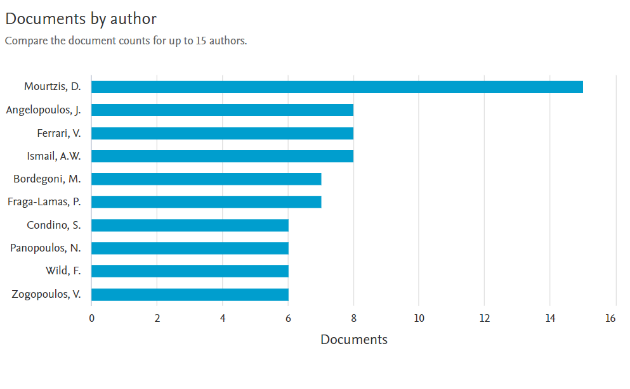 Documents by author
Compare the document counts for up to 15 authors.
Mourtzis, D.
Angelopoulos, J.
Ferrari, V.
Ismail, A.W.
Bordegoni, M.
Fraga-Lamas, P.
Condino, S.
Panopoulos, N.
Wild, F.
Zogopoulos, V.
0 2 4 6 8 10 12 14 16
Documents